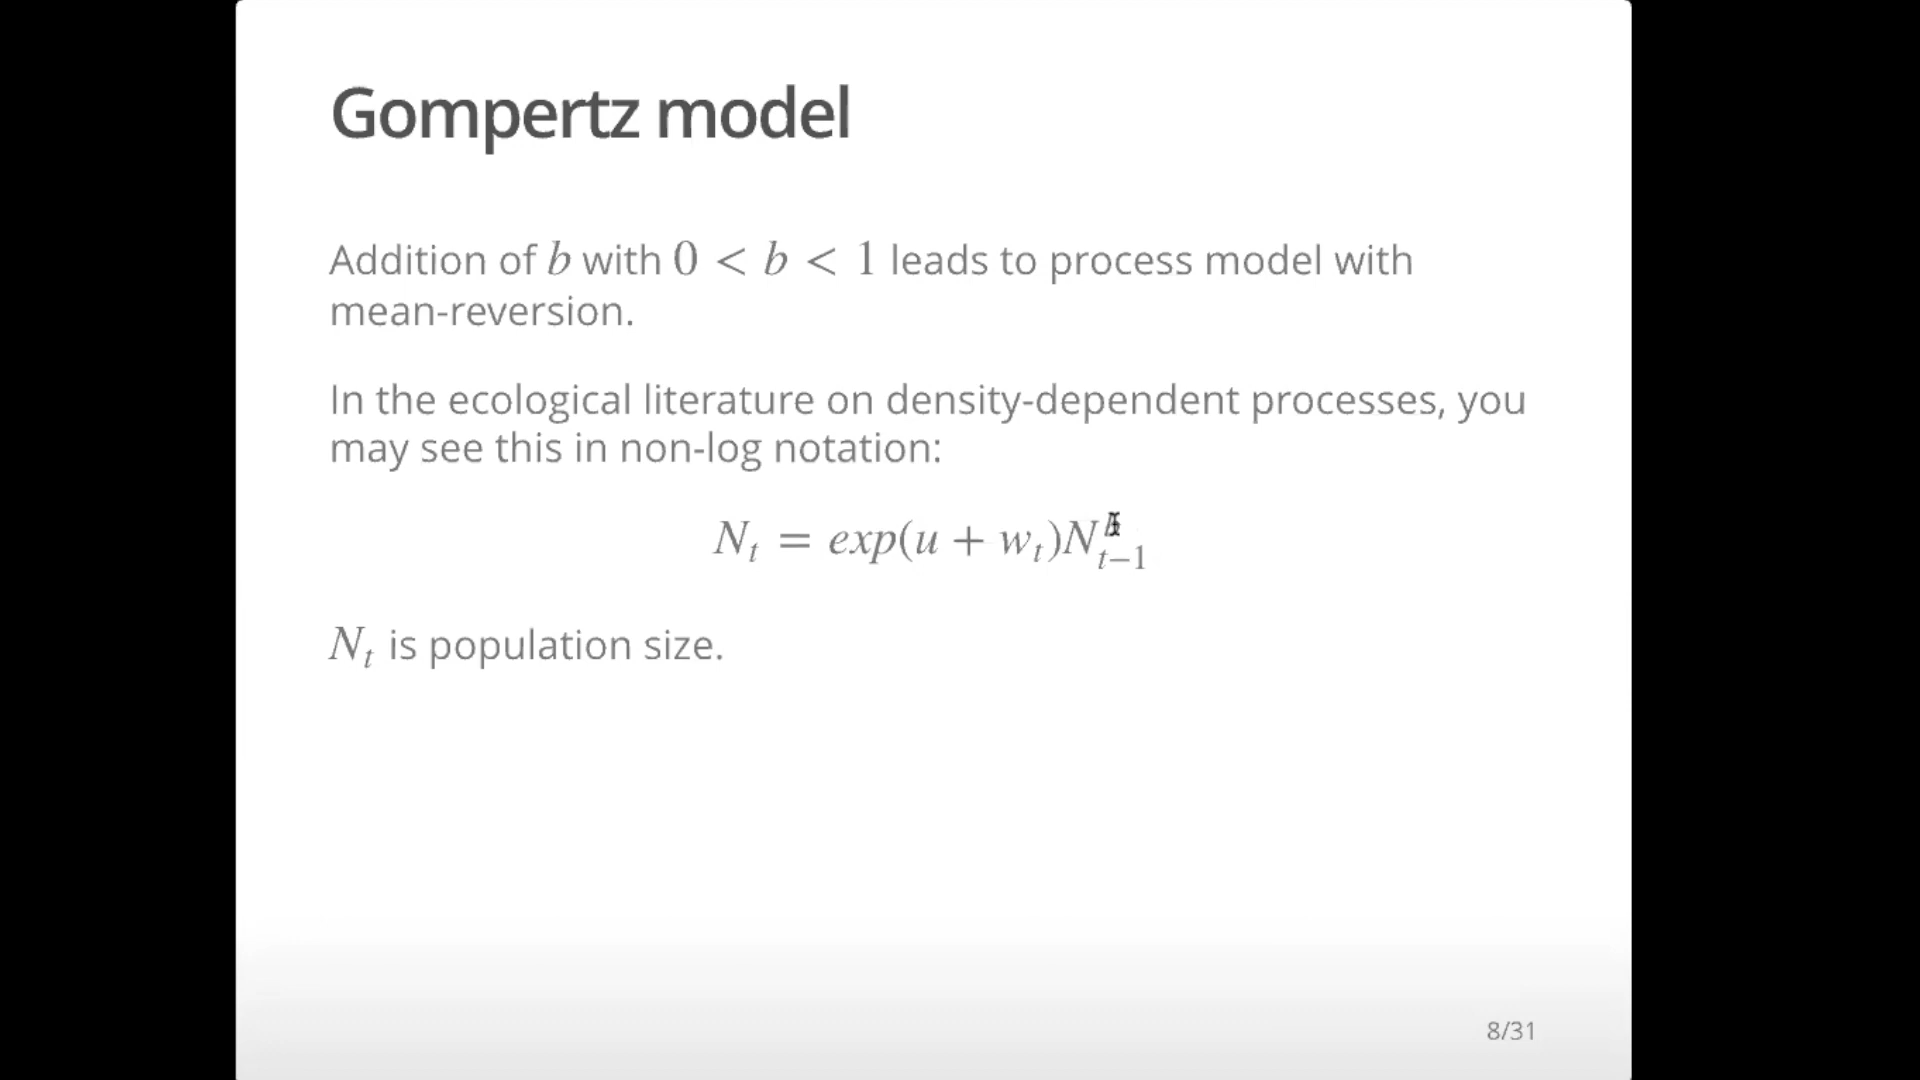 Gompertz model
Addition of b with 0 < b < 1 leads to process model with
mean-reversion.
In the ecological literature on density-dependent processes, you
may see this in non-log notation:
N_t = exp(u + w_t)N_{t−1}^b
N_t is population size.
8/31